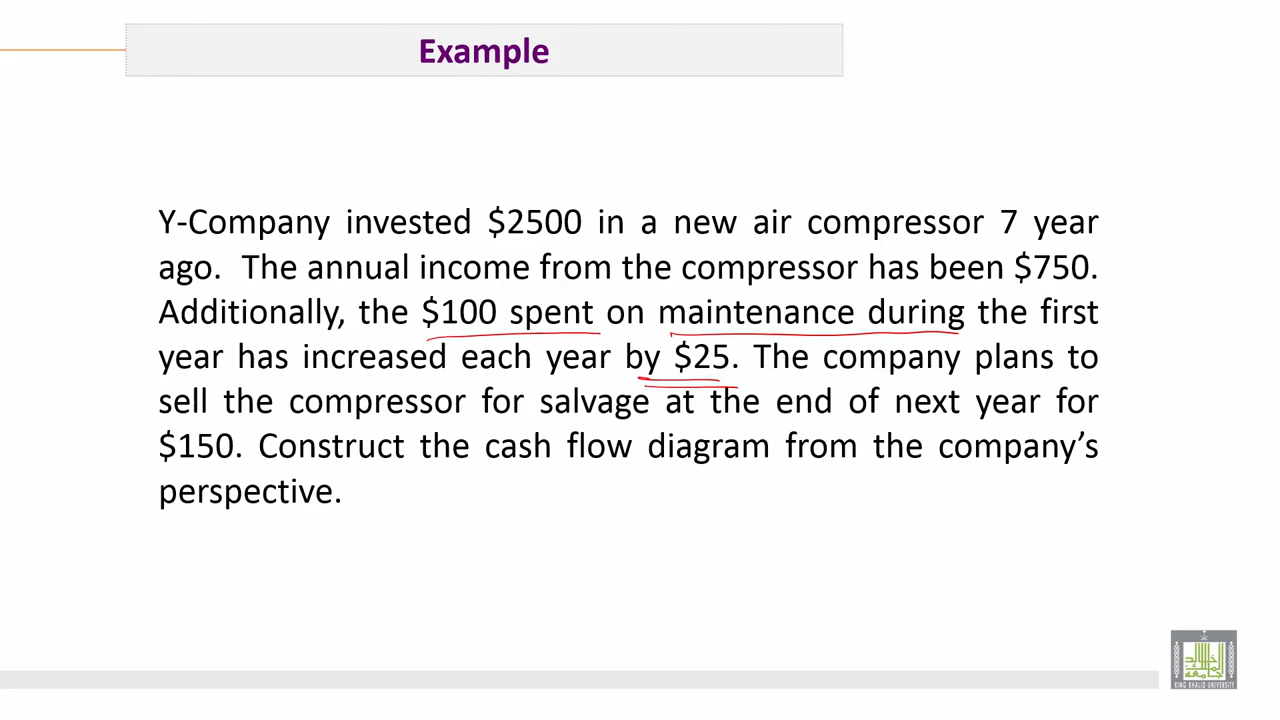 Example
Y-Company invested $2500 in a new air compressor 7 year
ago. The annual income from the compressor has been $750.
Additionally, the $100 spent on maintenance during the first
year has increased each year by $25. The company plans to
sell the compressor for salvage at the end of next year for
$150. Construct the cash flow diagram from the company’s
perspective.
KING KHALID UNIVERSITY